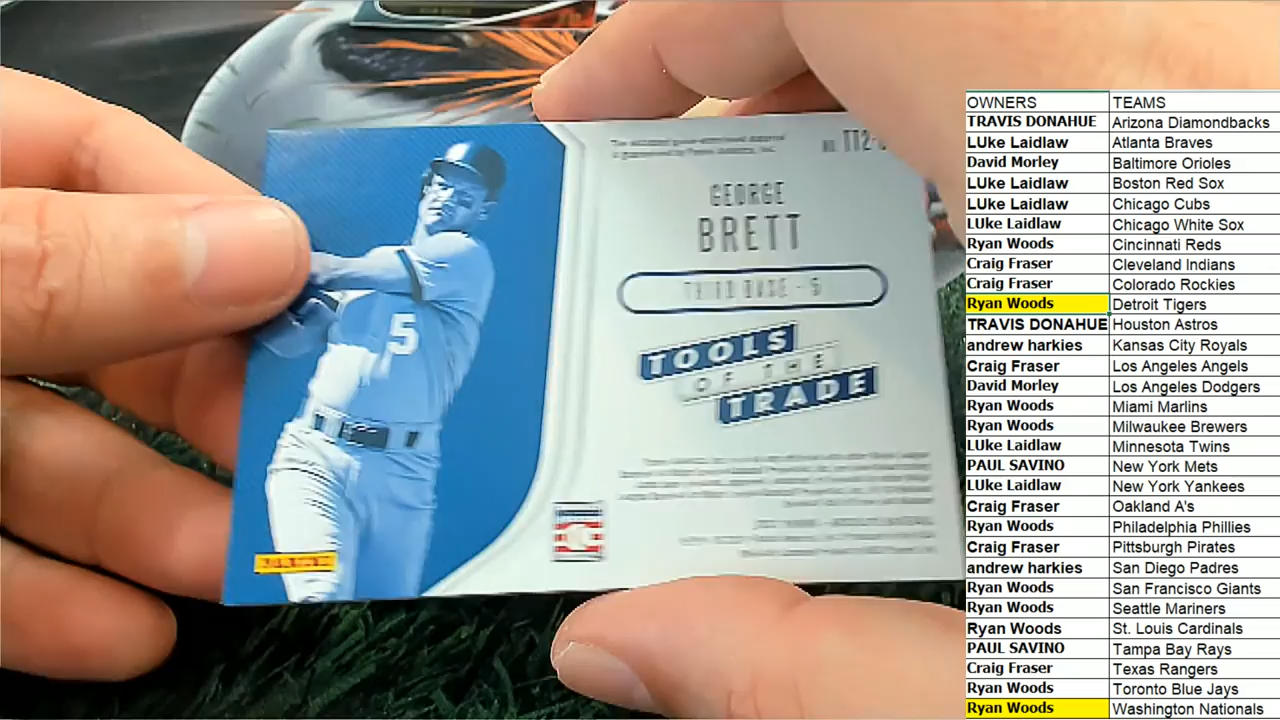 GEORGE
BRETT
TOOLS
OF THE
TRADE
5
OWNERS TEAMS
TRAVIS DONAHUE Arizona Diamondbacks
LUke Laidlaw Atlanta Braves
David Morley Baltimore Orioles
LUke Laidlaw Boston Red Sox
LUke Laidlaw Chicago Cubs
LUke Laidlaw Chicago White Sox
Ryan Woods Cincinnati Reds
Craig Fraser Cleveland Indians
Craig Fraser Colorado Rockies
Ryan Woods Detroit Tigers
TRAVIS DONAHUE Houston Astros
andrew harkies Kansas City Royals
Craig Fraser Los Angeles Angels
David Morley Los Angeles Dodgers
Ryan Woods Miami Marlins
Ryan Woods Milwaukee Brewers
LUke Laidlaw Minnesota Twins
PAUL SAVINO New York Mets
LUke Laidlaw New York Yankees
Craig Fraser Oakland A's
Ryan Woods Philadelphia Phillies
Craig Fraser Pittsburgh Pirates
andrew harkies San Diego Padres
Ryan Woods San Francisco Giants
Ryan Woods Seattle Mariners
Ryan Woods St. Louis Cardinals
PAUL SAVINO Tampa Bay Rays
Craig Fraser Texas Rangers
Ryan Woods Toronto Blue Jays
Ryan Woods Washington Nationals